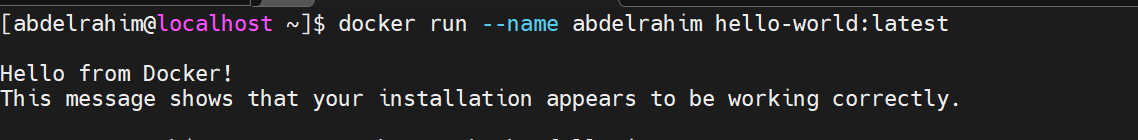 [abdelrahim@localhost ~]$ docker run --name abdelrahim hello-world:latest
Hello from Docker!
This message shows that your installation appears to be working correctly.